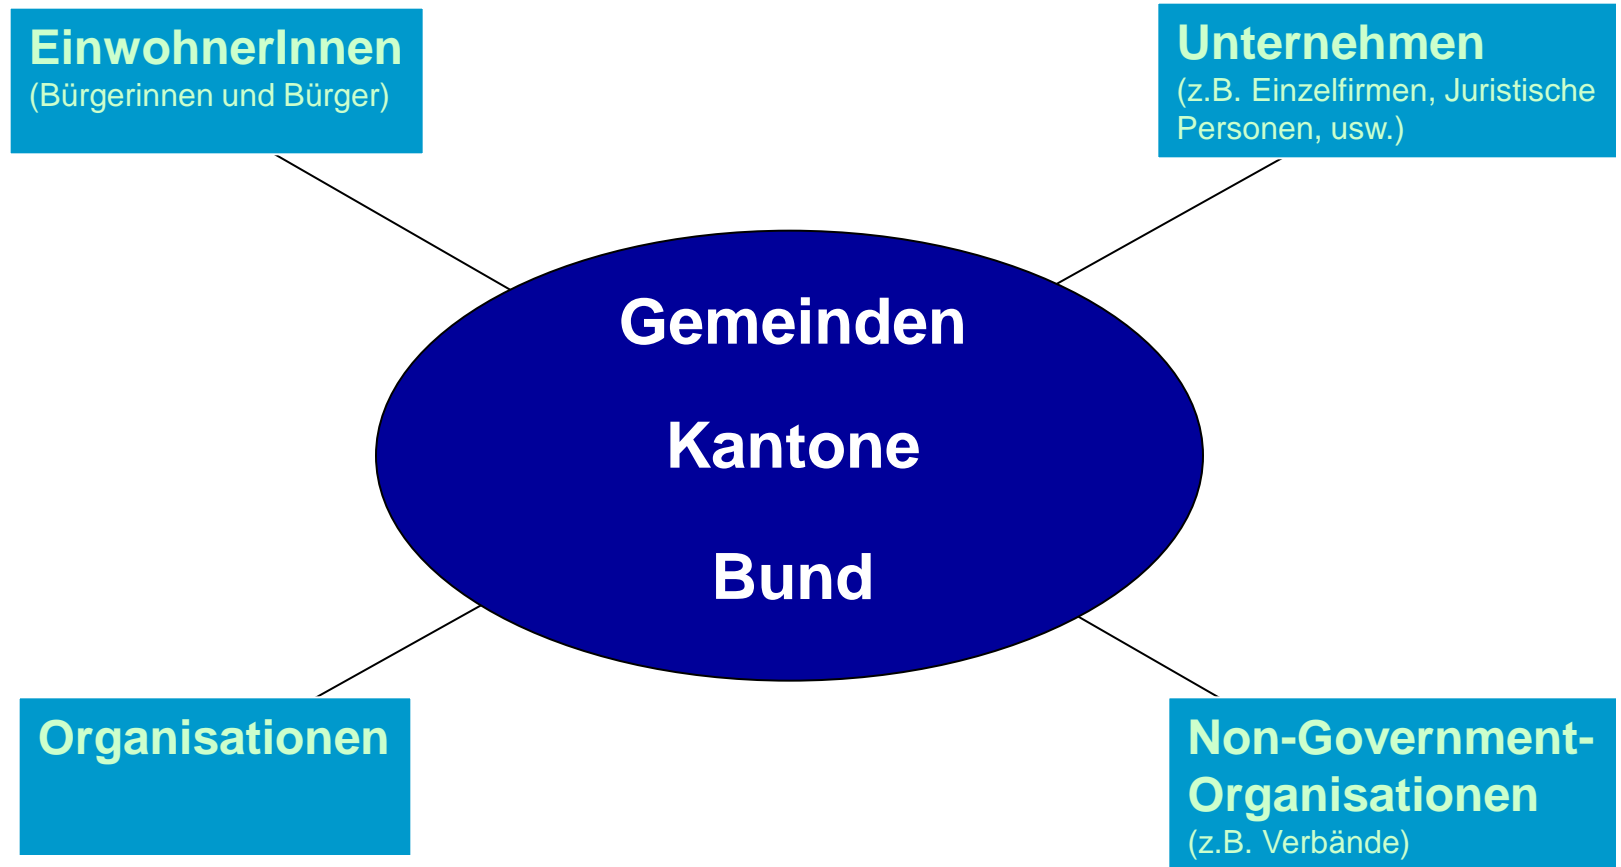 EinwohnerInnen
(Bürgerinnen und Bürger)
Unternehmen
(z.B. Einzelfirmen, Juristische
Personen, usw.)
Gemeinden
Kantone
Bund
Organisationen
Non-Government-
Organisationen
(z.B. Verbände)